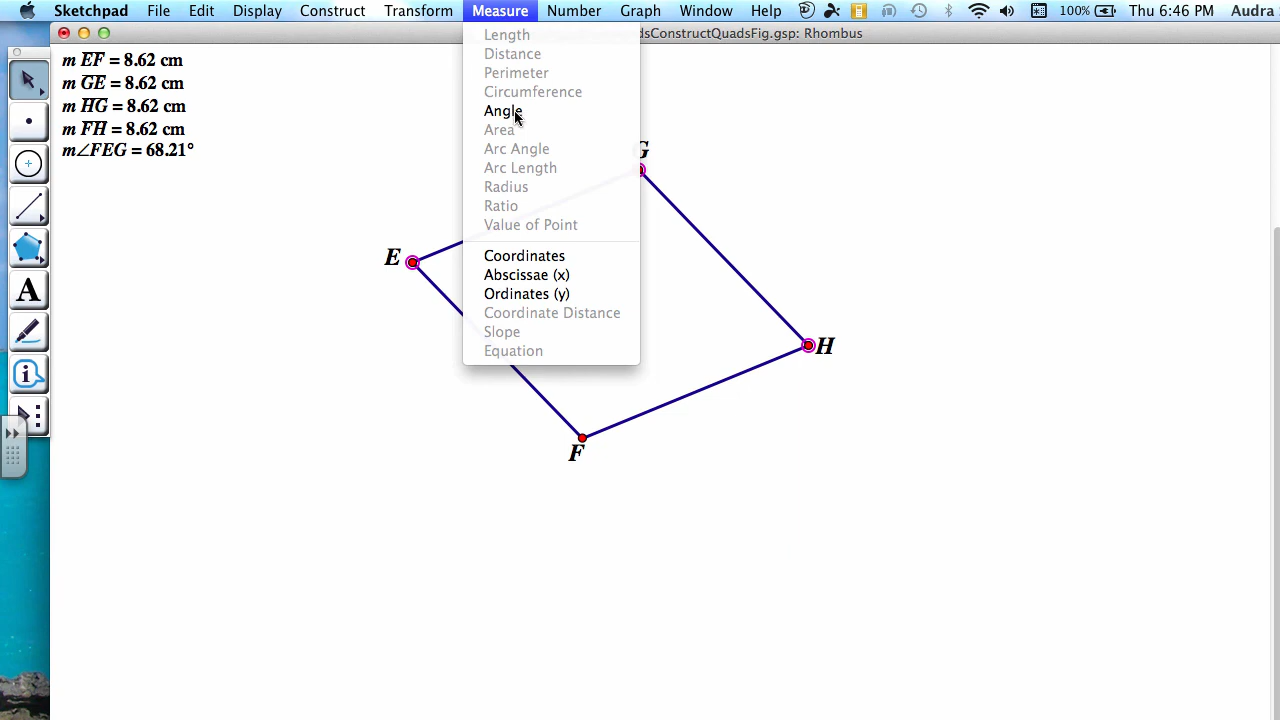 Sketchpad File Edit Display Construct Transform Measure Number Graph Window Help 100% Thu 6:46 PM Audra
dsConstructQuadsFig.gsp: Rhombus
m EF = 8.62 cm
m GE = 8.62 cm
m HG = 8.62 cm
m FH = 8.62 cm
m∠FEG = 68.21°
A
Length
Distance
Perimeter
Circumference
Angle
Area
Arc Angle
Arc Length
Radius
Ratio
Value of Point
Coordinates
Abscissae (x)
Ordinates (y)
Coordinate Distance
Slope
Equation
G
E
H
F